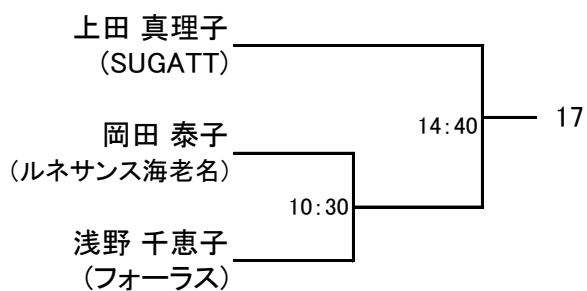 上田 真理子
(SUGATT)
14:40
17
岡田 泰子
(ルネサンス海老名)
10:30
浅野 千恵子
(フォーラス)